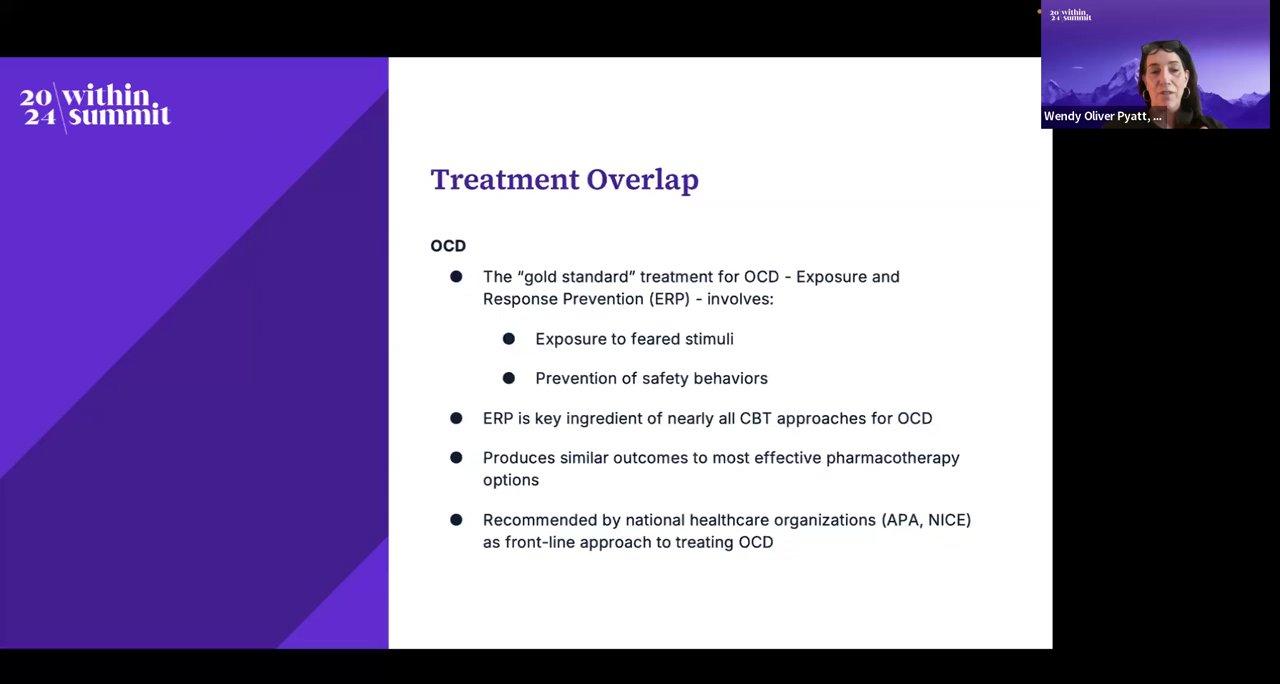 20 within
24 summit
Treatment Overlap
OCD
● The “gold standard” treatment for OCD - Exposure and
Response Prevention (ERP) - involves:
● Exposure to feared stimuli
● Prevention of safety behaviors
● ERP is key ingredient of nearly all CBT approaches for OCD
● Produces similar outcomes to most effective pharmacotherapy
options
● Recommended by national healthcare organizations (APA, NICE)
as front-line approach to treating OCD
20 within
24 summit
Wendy Oliver Pyatt, ...